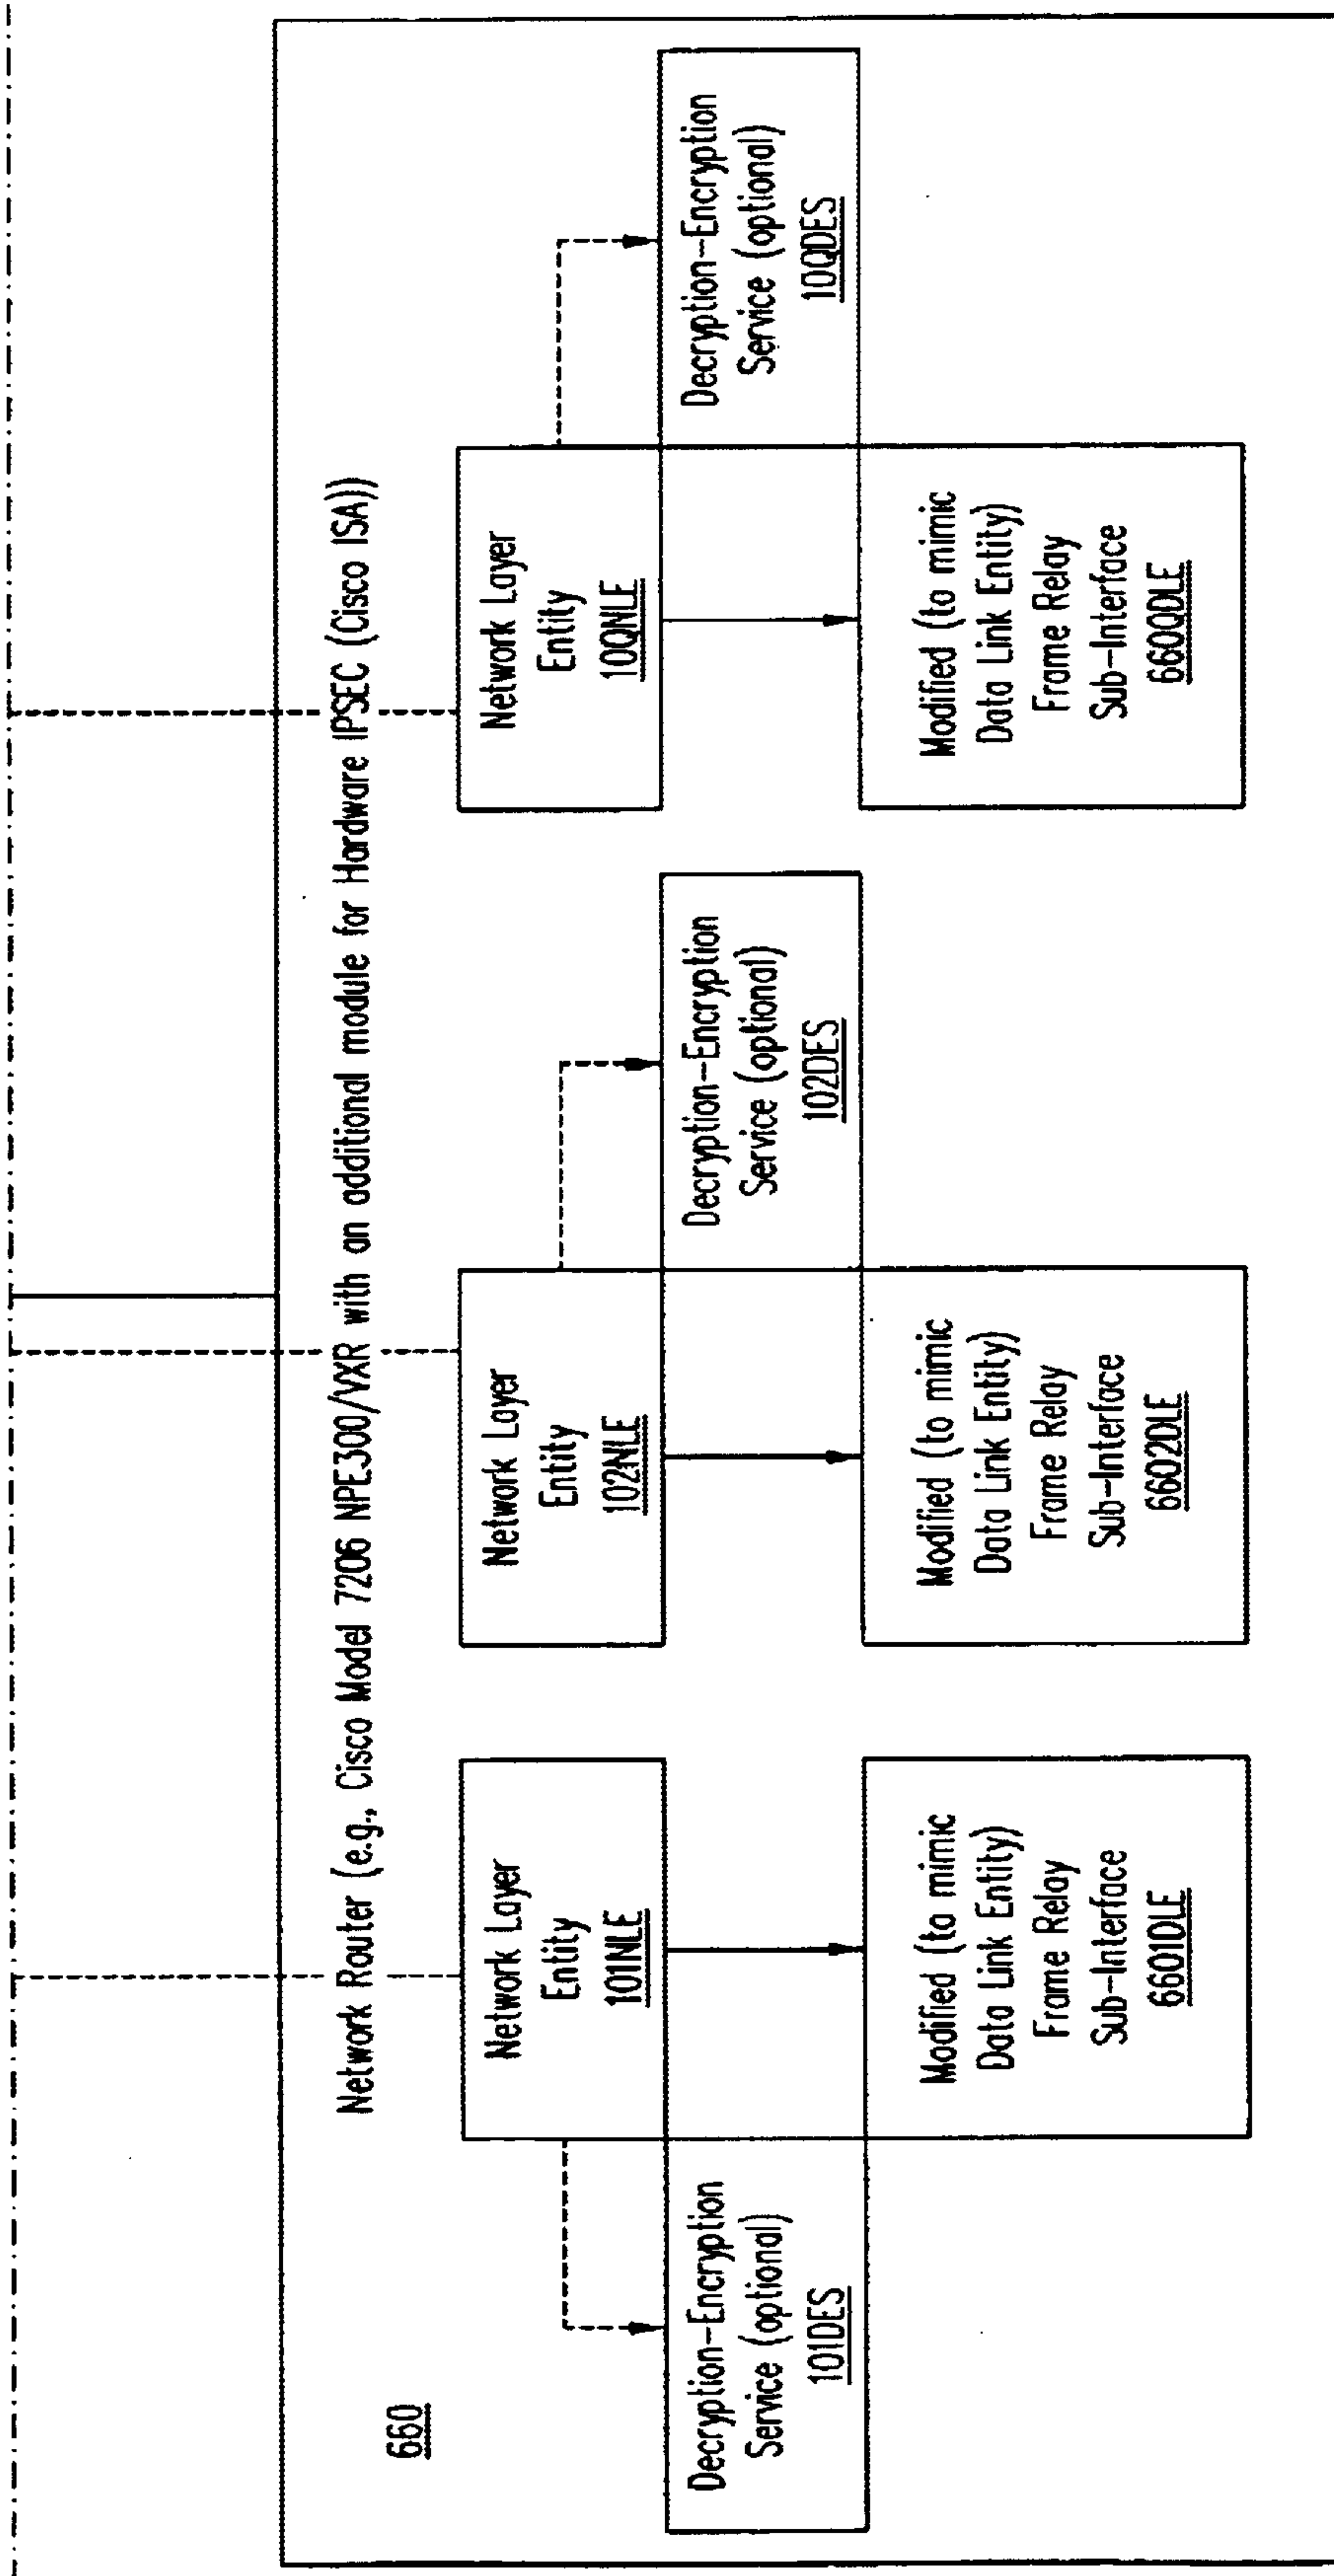 Network Router (e.g., Cisco Model 7206 NPE300/VXR with an additional module for Hardware IPSEC (Cisco ISA))
660
Network Layer
Entity
101NLE
Network Layer
Entity
102NLE
Network Layer
Entity
10QNLE
Decryption-Encryption
Service (optional)
101DES
Decryption-Encryption
Service (optional)
102DES
Decryption-Encryption
Service (optional)
10QDES
Modified (to mimic
Data Link Entity)
Frame Relay
Sub-Interface
6601DLE
Modified (to mimic
Data Link Entity)
Frame Relay
Sub-Interface
6602DLE
Modified (to mimic
Data Link Entity)
Frame Relay
Sub-Interface
660QDLE